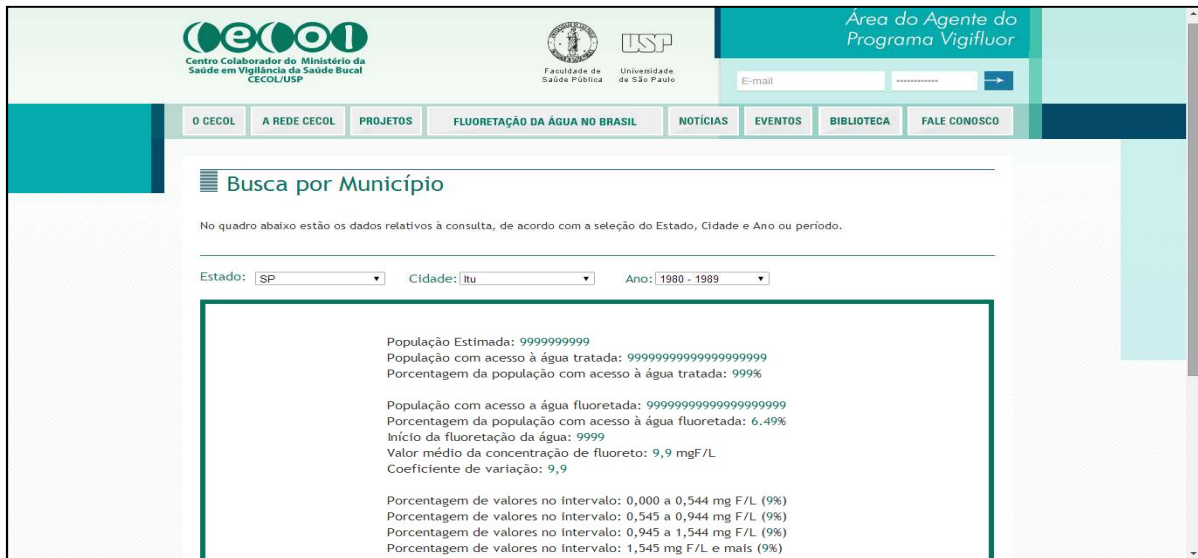 CECOL
Centro Colaborador do Ministério da
Saúde em Vigilância da Saúde Bucal
CECOL/USP
Faculdade de
Saúde Pública
USP
Universidade
de São Paulo
Área do Agente do
Programa Vigifluor
E-mail
O CECOL A REDE CECOL PROJETOS FLUORETAÇÃO DA ÁGUA NO BRASIL NOTÍCIAS EVENTOS BIBLIOTECA FALE CONOSCO
Busca por Município
No quadro abaixo estão os dados relativos à consulta, de acordo com a seleção do Estado, Cidade e Ano ou período.
Estado: SP Cidade: Itu Ano: 1980 - 1989
População Estimada: 9999999999
População com acesso à água tratada: 99999999999999999999
Porcentagem da população com acesso à água tratada: 999%
População com acesso a água fluoretada: 99999999999999999999
Porcentagem da população com acesso à água fluoretada: 6.49%
Início da fluoretação da água: 9999
Valor médio da concentração de fluoreto: 9,9 mgF/L
Coeficiente de variação: 9,9
Porcentagem de valores no intervalo: 0,000 a 0,544 mg F/L (9%)
Porcentagem de valores no intervalo: 0,545 a 0,944 mg F/L (9%)
Porcentagem de valores no intervalo: 0,945 a 1,544 mg F/L (9%)
Porcentagem de valores no intervalo: 1,545 mg F/L e mais (9%)